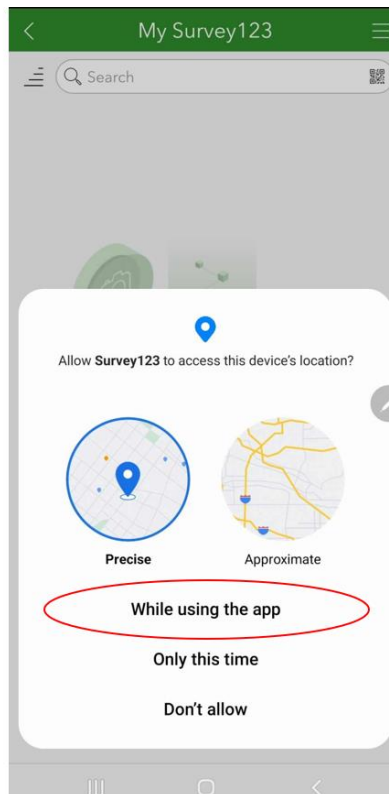 My Survey123
Search
Allow Survey123 to access this device's location?
Precise
Approximate
While using the app
Only this time
Don't allow